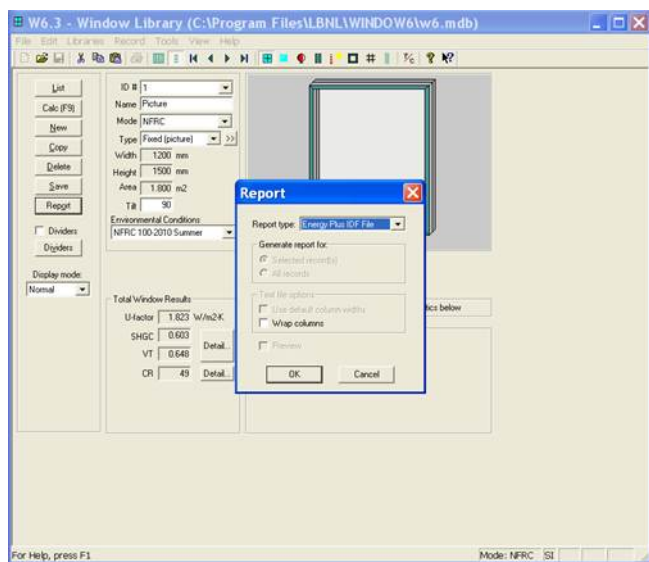 W6.3 - Window Library (C:\Program Files\LBNL\WINDOW6\w6.mdb)
File Edit Libraries Record Tools View Help
List
Calc (F9)
New
Copy
Delete
Save
Report
Dividers
Dividers
Display mode:
Normal
ID # 1
Name Picture
Mode NFRC
Type Fixed (picture) >>
Width 1200 mm
Height 1500 mm
Area 1.800 m2
Tilt 90
Environmental Conditions
NFRC 100-2010 Summer
Total Window Results
U-factor 1.823 W/m2-K
SHGC 0.603
VT 0.648
Detail...
CR 49 Detail...
tics below
Report
Report type: Energy Plus IDF File
Generate report for:
Selected record(s)
All records
Text file options
Use default column widths
Wrap columns
Preview
OK Cancel
For Help, press F1
Mode: NFRC SI